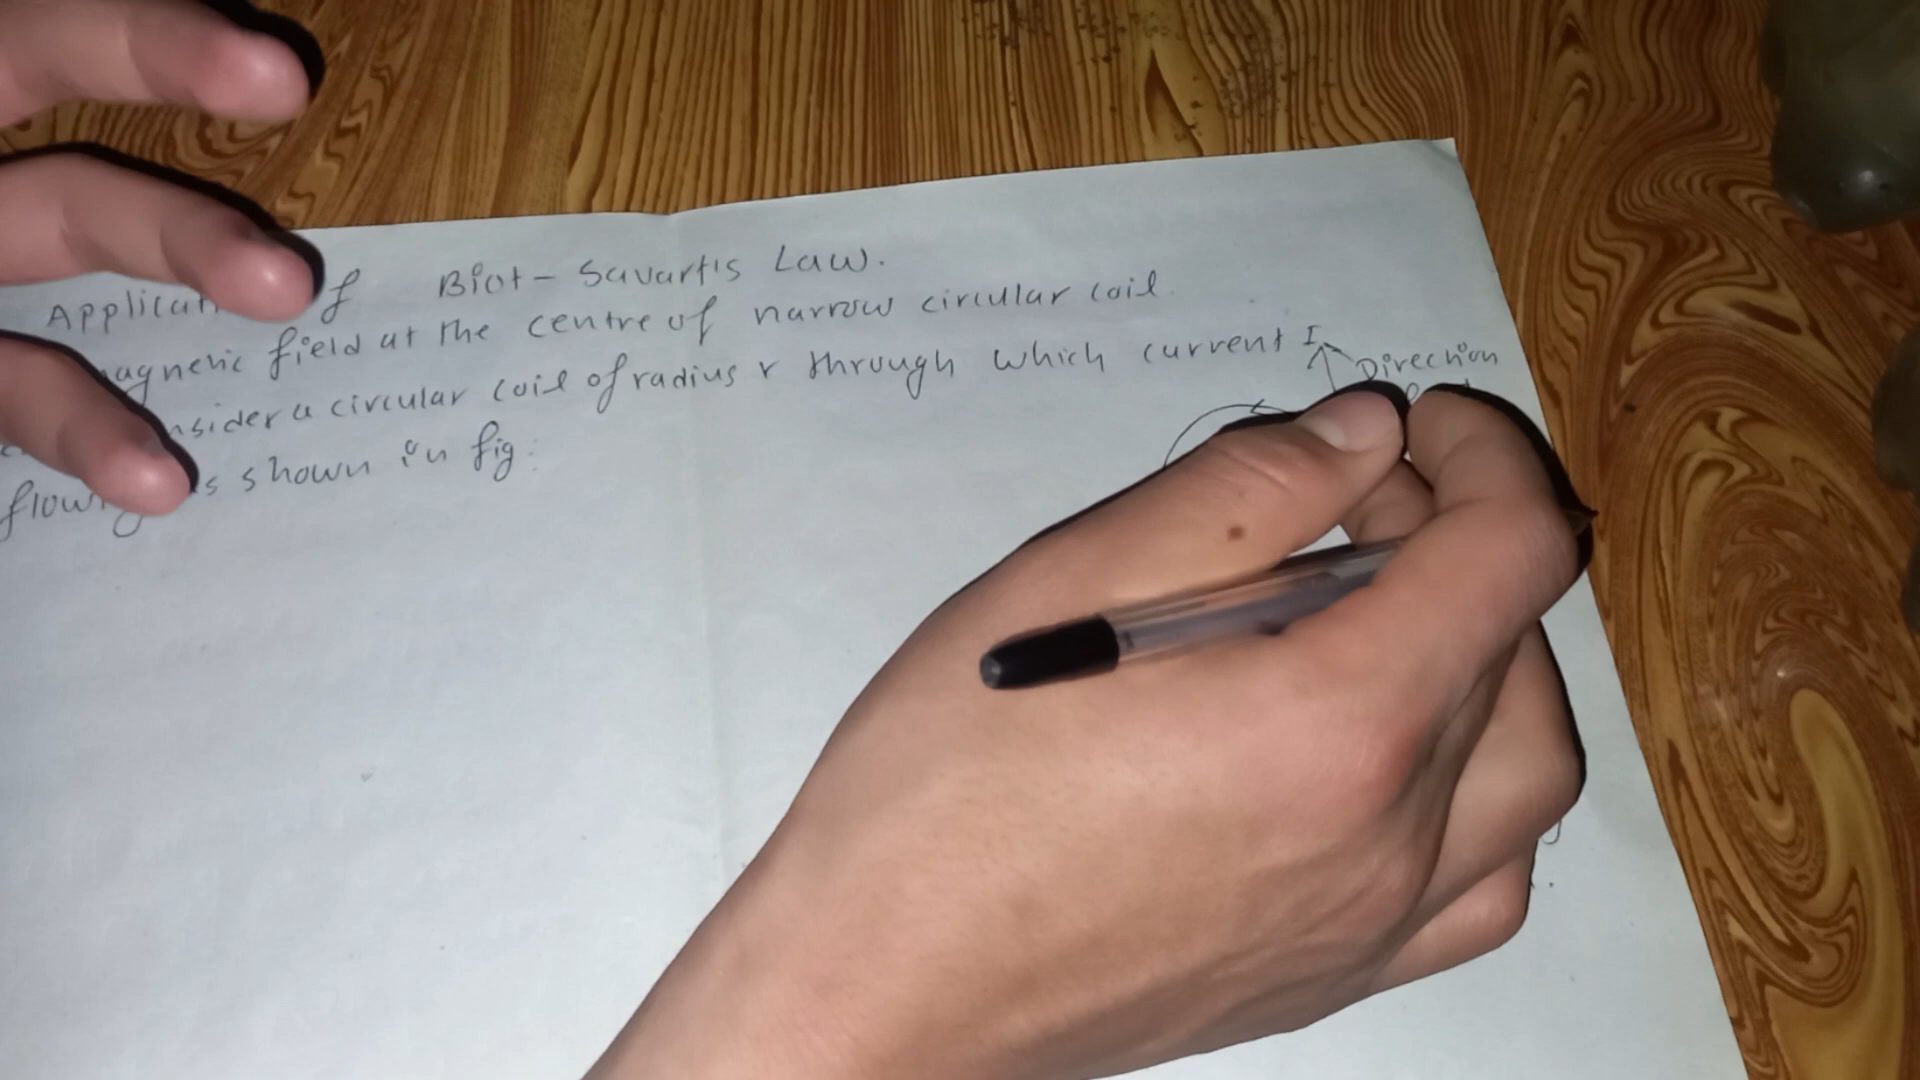 Applicat f Biot - Savart's Law.
agnetic field at the centre of narrow circular coil.
nsider a circular coil of radius r through which current I
flowing s shown in fig:
Direction